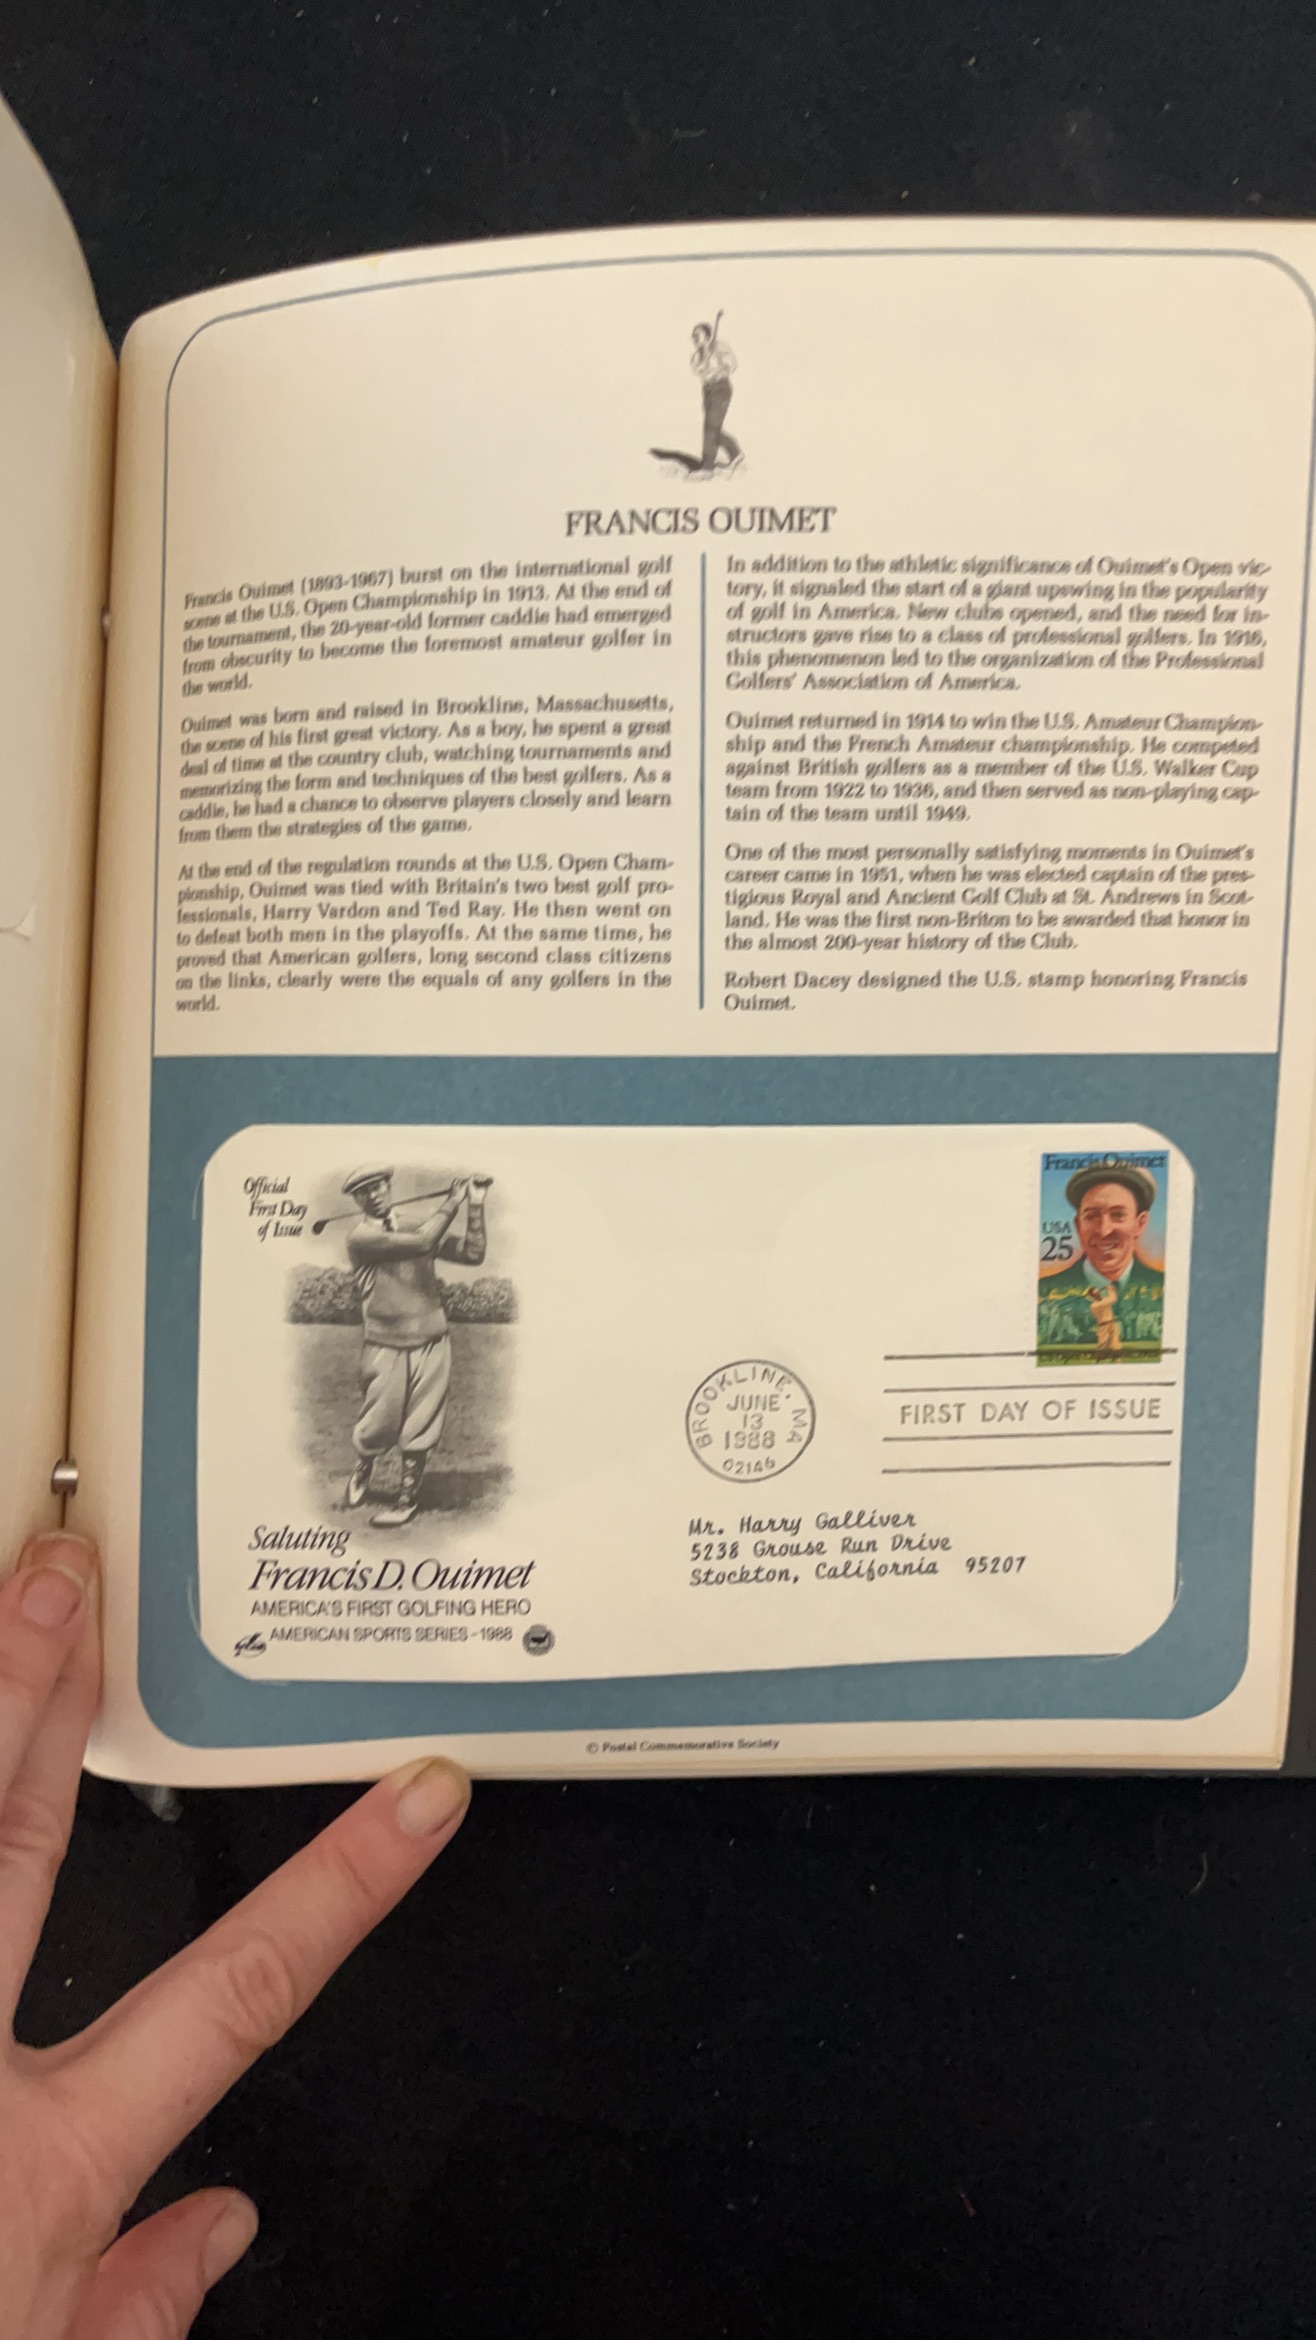 FRANCIS OUIMET
Francis Ouimet (1893-1967) burst on the international golf
scene at the U.S. Open Championship in 1913. At the end of
the tournament, the 20-year-old former caddie had emerged
from obscurity to become the foremost amateur golfer in
the world.
Ouimet was born and raised in Brookline, Massachusetts,
the scene of his first great victory. As a boy, he spent a great
deal of time at the country club, watching tournaments and
memorizing the form and techniques of the best golfers. As a
caddie, he had a chance to observe players closely and learn
from them the strategies of the game.
At the end of the regulation rounds at the U.S. Open Cham-
pionship, Ouimet was tied with Britain's two best golf pro-
fessionals, Harry Vardon and Ted Ray. He then went on
to defeat both men in the playoffs. At the same time, he
proved that American golfers, long second class citizens
on the links, clearly were the equals of any golfers in the
world.
In addition to the athletic significance of Ouimet's Open vic-
tory, it signaled the start of a giant upswing in the popularity
of golf in America. New clubs opened, and the need for in-
structors gave rise to a class of professional golfers. In 1916,
this phenomenon led to the organization of the Professional
Golfers' Association of America.
Ouimet returned in 1914 to win the U.S. Amateur Champion-
ship and the French Amateur championship. He competed
against British golfers as a member of the U.S. Walker Cup
team from 1922 to 1936, and then served as non-playing cap-
tain of the team until 1949.
One of the most personally satisfying moments in Ouimet's
career came in 1951, when he was elected captain of the pres-
tigious Royal and Ancient Golf Club at St. Andrews in Scot-
land. He was the first non-Briton to be awarded that honor in
the almost 200-year history of the Club.
Robert Dacey designed the U.S. stamp honoring Francis
Ouimet.
Official
First Day
of Issue
Francis Ouimet
USA
25
BROOKLINE, MA
JUNE
13
1988
02146
FIRST DAY OF ISSUE
Mr. Harry Galliver
5238 Grouse Run Drive
Stockton, California 95207
Saluting
Francis D. Ouimet
AMERICA'S FIRST GOLFING HERO
AMERICAN SPORTS SERIES - 1988
© Postal Commemorative Society